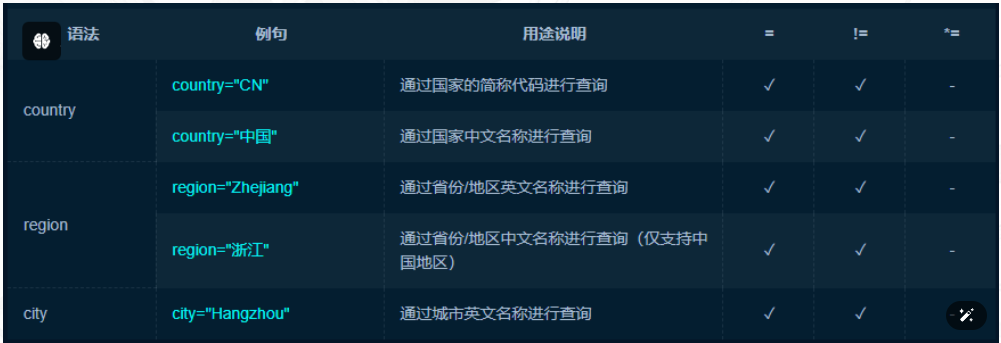 语法 例句 用途说明 = != *=
country country="CN" 通过国家的简称代码进行查询 ✓ ✓ -
country="中国" 通过国家中文名称进行查询 ✓ ✓ -
region region="Zhejiang" 通过省份/地区英文名称进行查询 ✓ ✓ -
region="浙江" 通过省份/地区中文名称进行查询（仅支持中
国地区） ✓ ✓ -
city city="Hangzhou" 通过城市英文名称进行查询 ✓ ✓ -